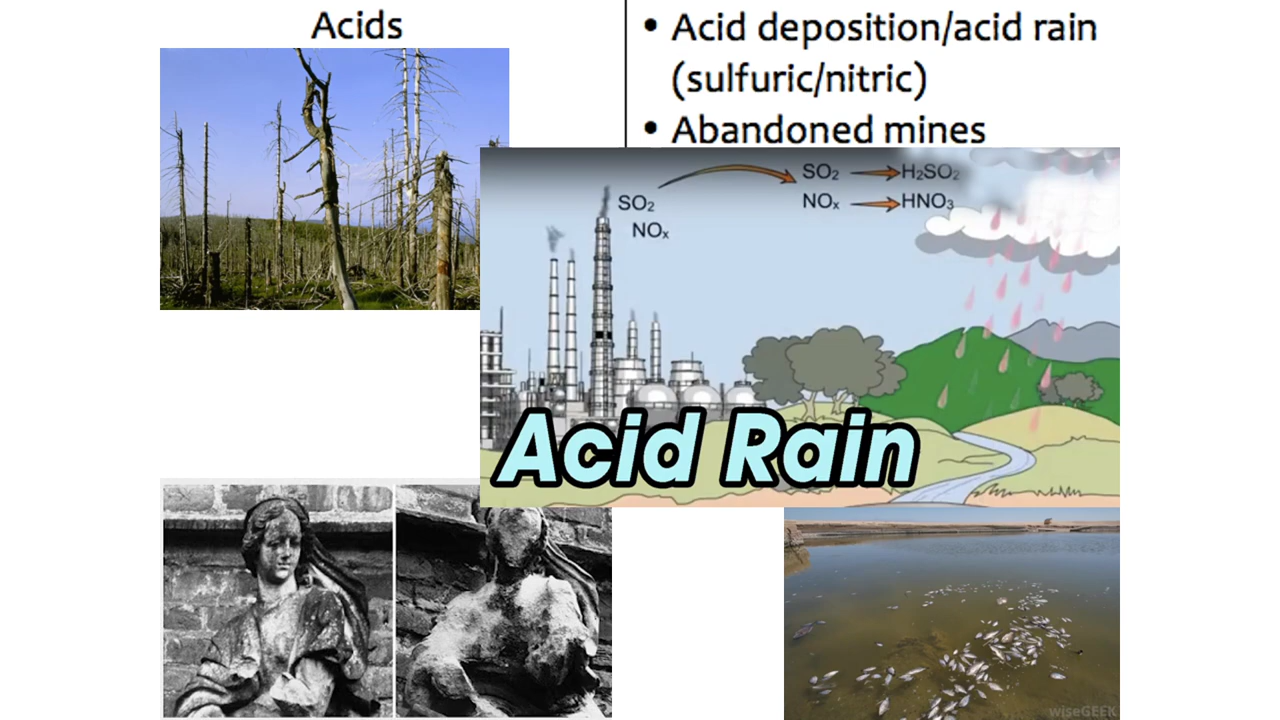 Acids
• Acid deposition/acid rain
(sulfuric/nitric)
• Abandoned mines
SO₂ → H₂SO₂
SO₂
NOₓ → HNO₃
NOₓ
Acid Rain
wiseGEEK